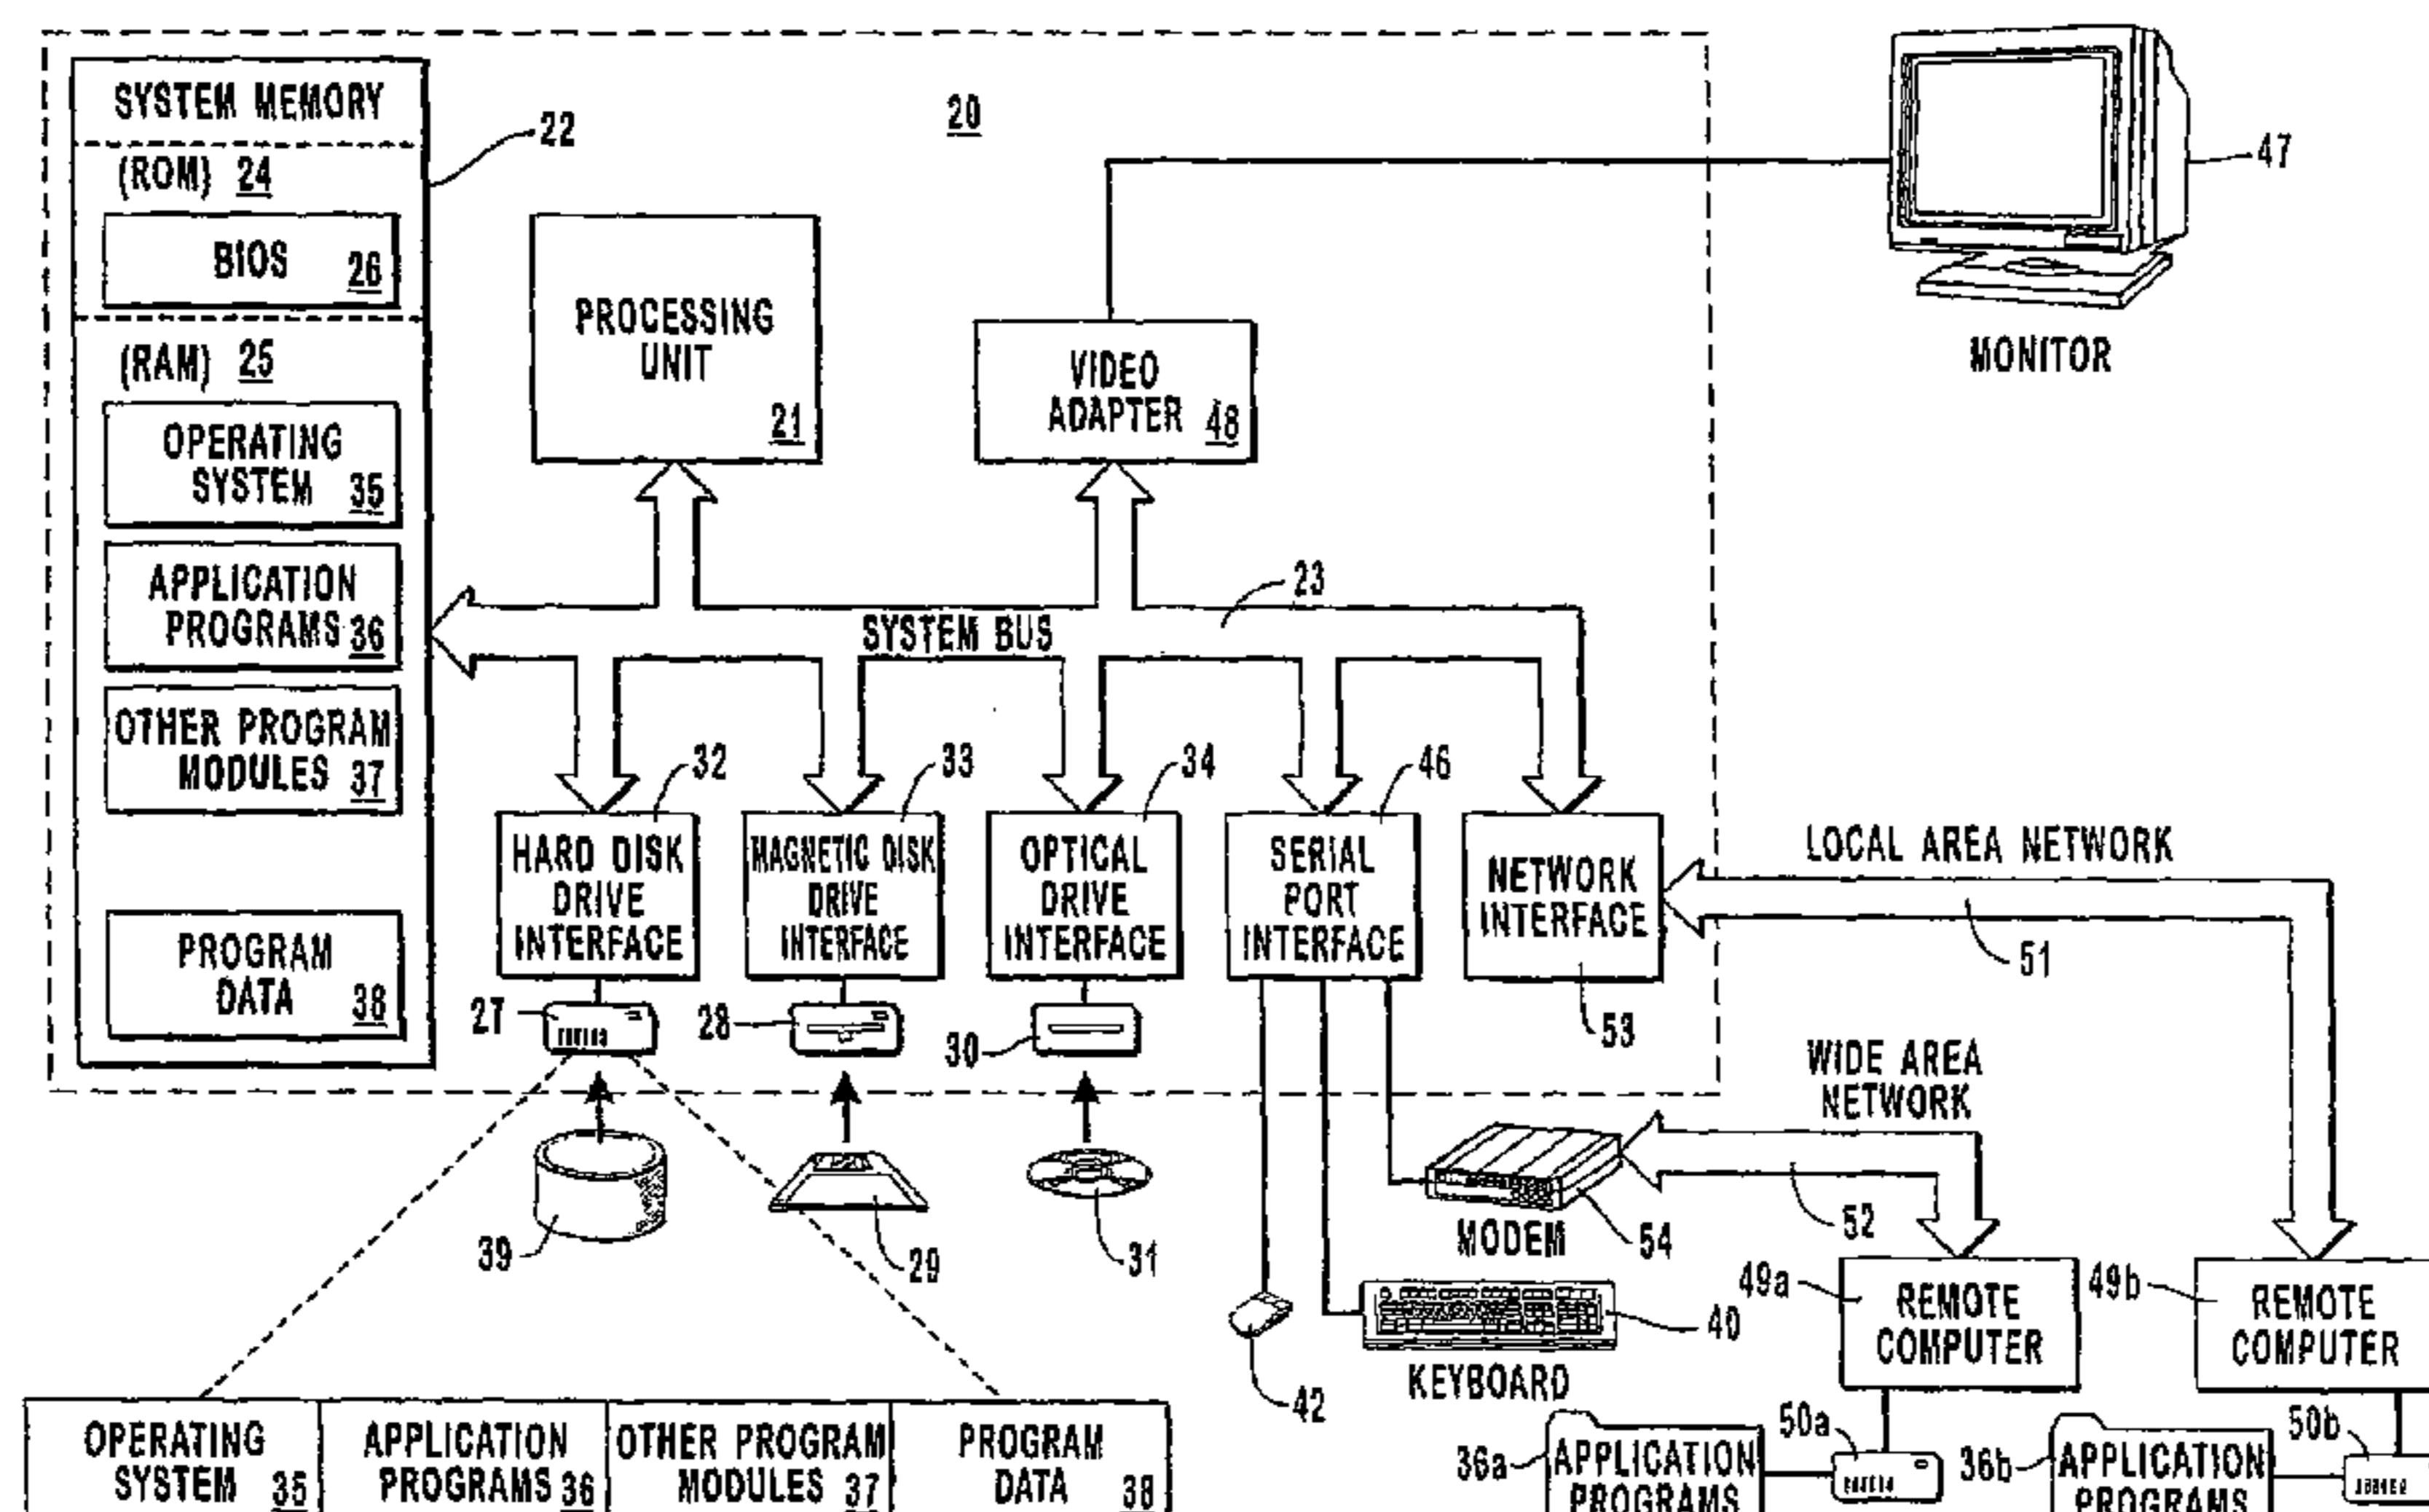 SYSTEM MEMORY
22
(ROM) 24
BIOS 26
(RAM) 25
OPERATING
SYSTEM 35
APPLICATION
PROGRAMS 36
OTHER PROGRAM
MODULES 37
PROGRAM
DATA 38
20
PROCESSING
UNIT
21
VIDEO
ADAPTER 48
47
MONITOR
23
SYSTEM BUS
32
HARD DISK
DRIVE
INTERFACE
33
MAGNETIC DISK
DRIVE
INTERFACE
34
OPTICAL
DRIVE
INTERFACE
46
SERIAL
PORT
INTERFACE
NETWORK
INTERFACE
53
LOCAL AREA NETWORK
51
27
28
30
39
29
31
WIDE AREA
NETWORK
52
MODEM
54
42
40
KEYBOARD
49a
REMOTE
COMPUTER
49b
REMOTE
COMPUTER
OPERATING
SYSTEM 35
APPLICATION
PROGRAMS 36
OTHER PROGRAM
MODULES 37
PROGRAM
DATA 38
36a
APPLICATION
PROGRAMS
50a
36b
APPLICATION
PROGRAMS
50b